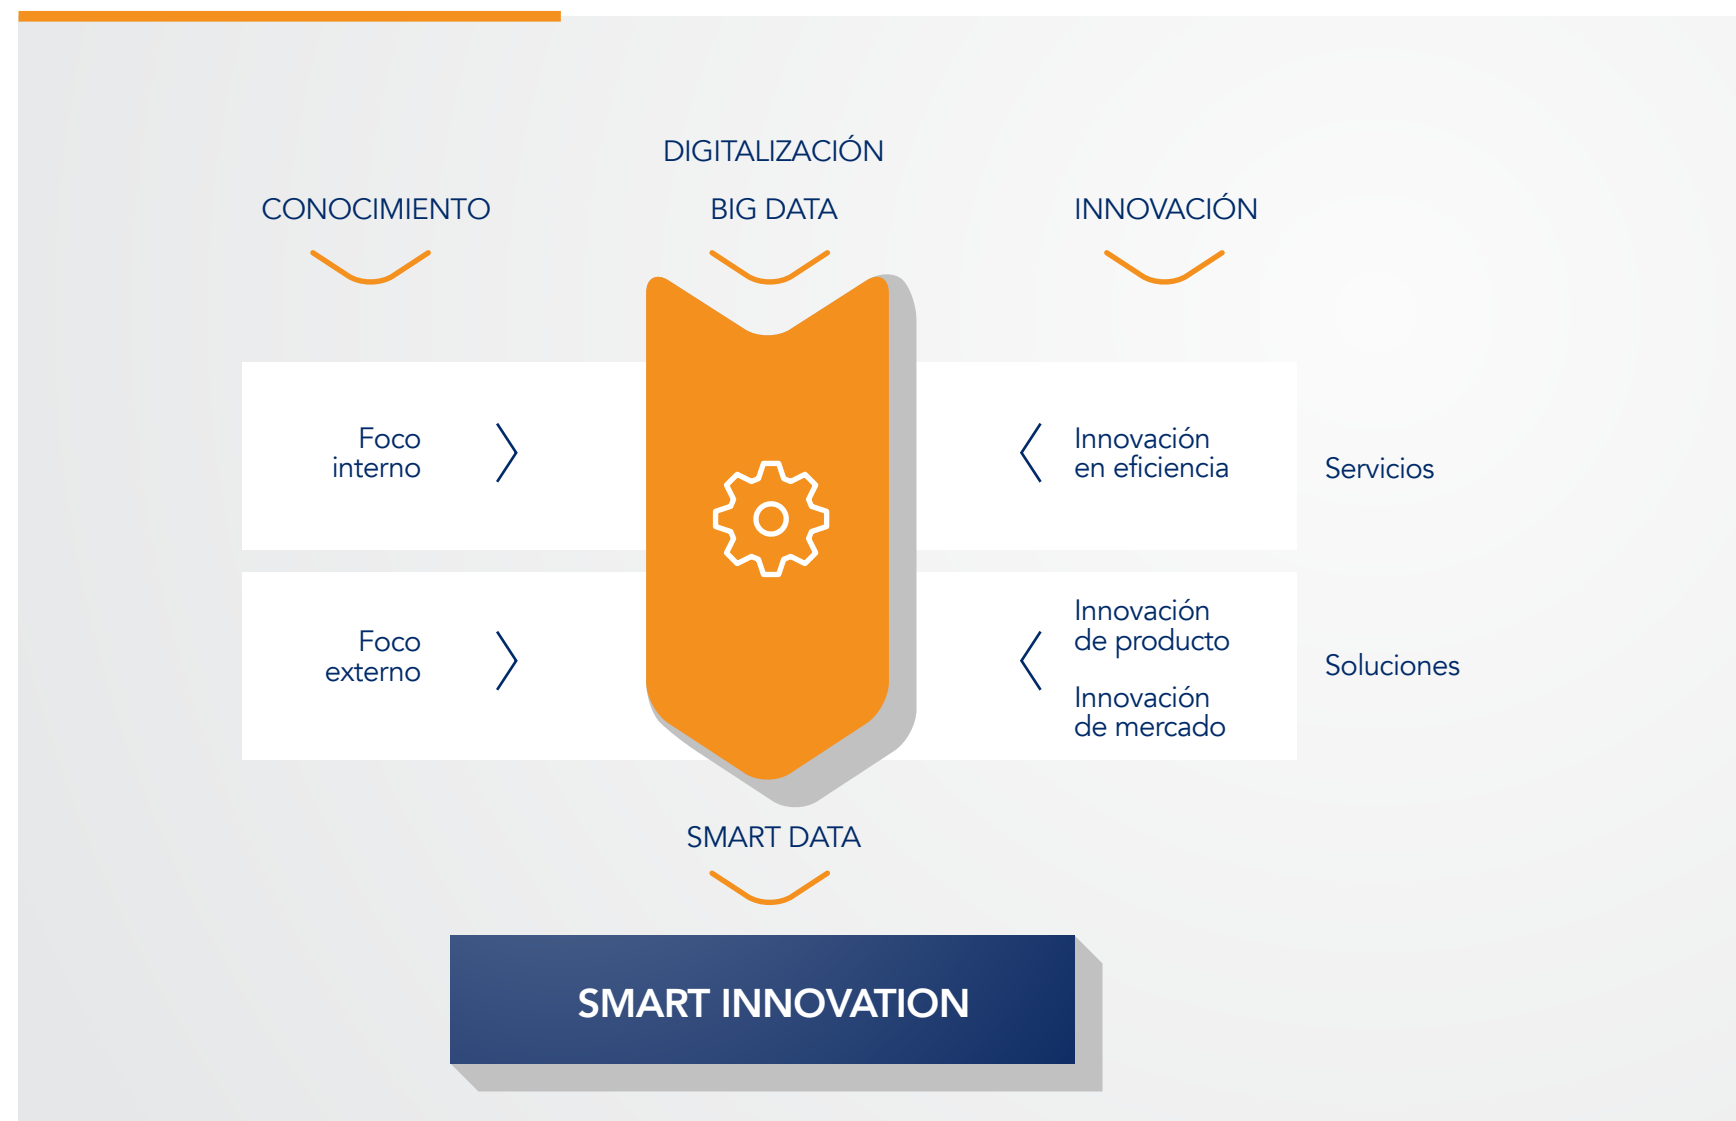 DIGITALIZACIÓN
CONOCIMIENTO
BIG DATA
INNOVACIÓN
Foco
interno
Innovación
en eficiencia
Servicios
Foco
externo
Innovación
de producto
Innovación
de mercado
Soluciones
SMART DATA
SMART INNOVATION